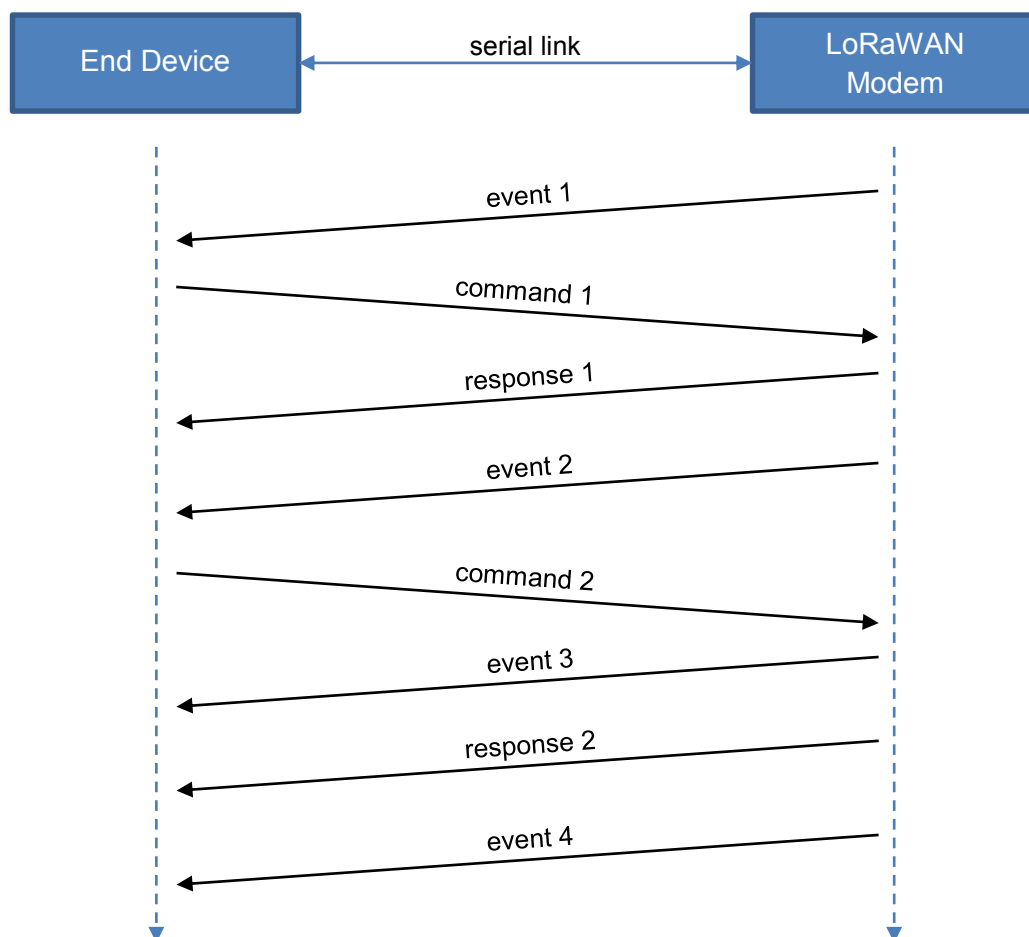 End Device
serial link
LoRaWAN
Modem
event 1
command 1
response 1
event 2
command 2
event 3
response 2
event 4